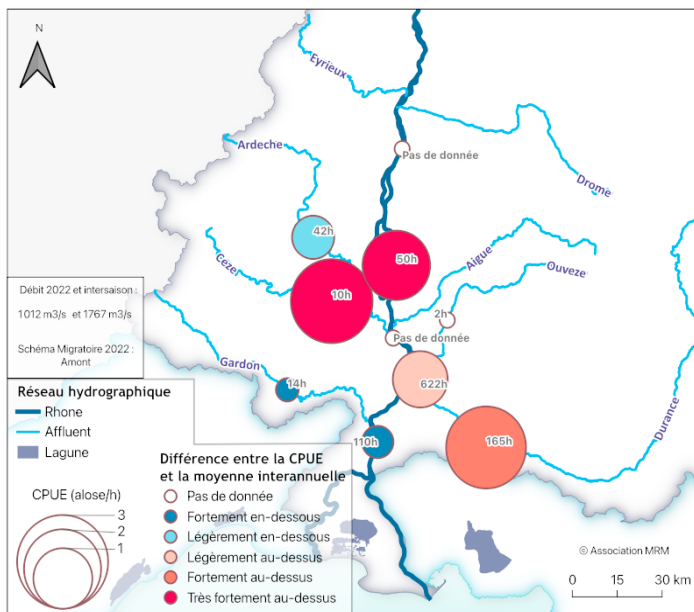 N
Eyrieux
Ardeche
Pas de donnée
Drome
42h
50h
Cèze
Aigue
Ouveze
10h
Débit 2022 et intersaison :
1012 m3/s et 1767 m3/s
Schéma Migratoire 2022 :
Amont
2h
Pas de donnée
Gardon
14h
622h
Durance
110h
165h
Réseau hydrographique
Rhone
Affluent
Lagune
CPUE (alose/h)
3
2
1
Différence entre la CPUE
et la moyenne interannuelle
Pas de donnée
Fortement en-dessous
Légèrement en-dessous
Légèrement au-dessus
Fortement au-dessus
Très fortement au-dessus
© Association MRM
0 15 30 km